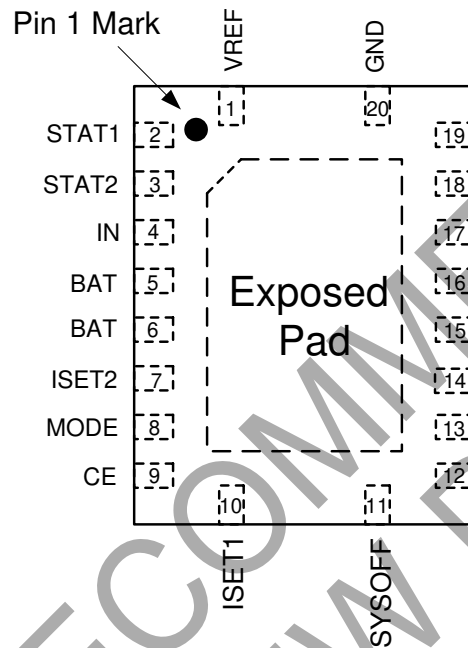 Pin 1 Mark
VREF
GND
1
20
STAT1 2
19
STAT2 3
18
IN 4
17
BAT 5
16
BAT 6
15
ISET2 7
14
MODE 8
13
CE 9
12
Exposed
Pad
10
11
ISET1
SYSOFF